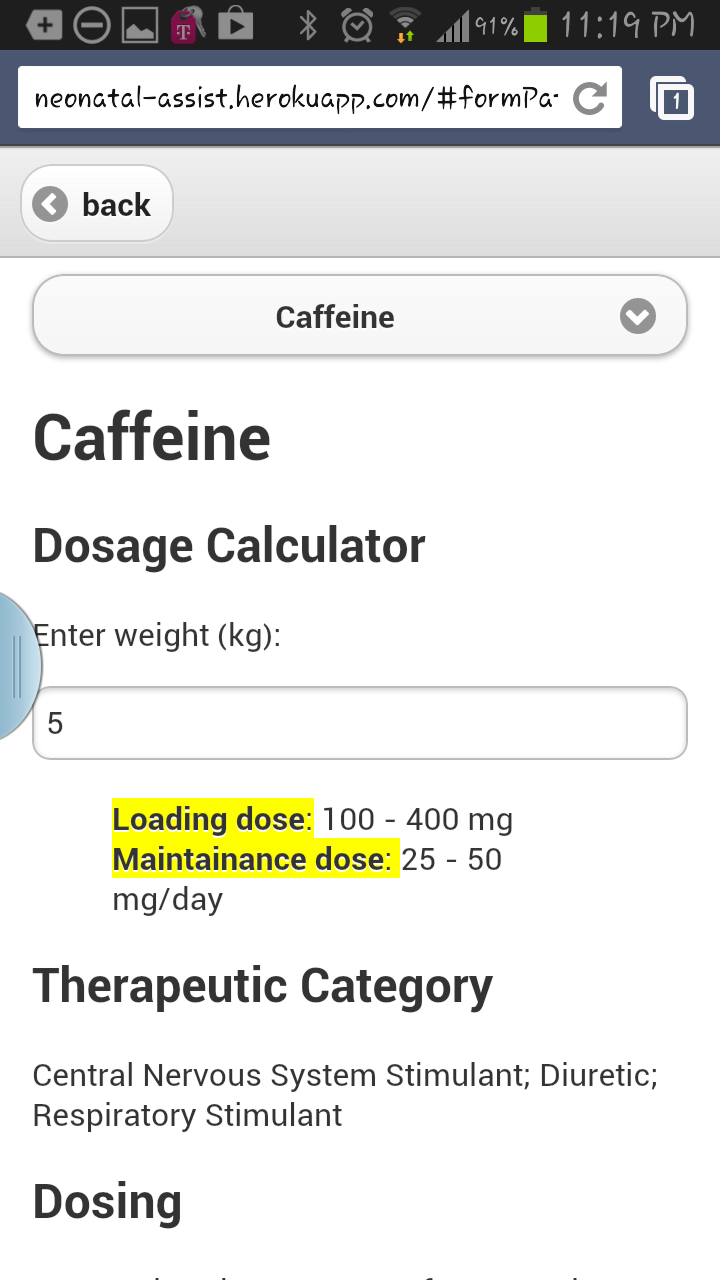 91% 11:19 PM
neonatal-assist.herokuapp.com/#formPa
1
back
Caffeine
Caffeine
Dosage Calculator
Enter weight (kg):
5
Loading dose: 100 - 400 mg
Maintainance dose: 25 - 50
mg/day
Therapeutic Category
Central Nervous System Stimulant; Diuretic;
Respiratory Stimulant
Dosing